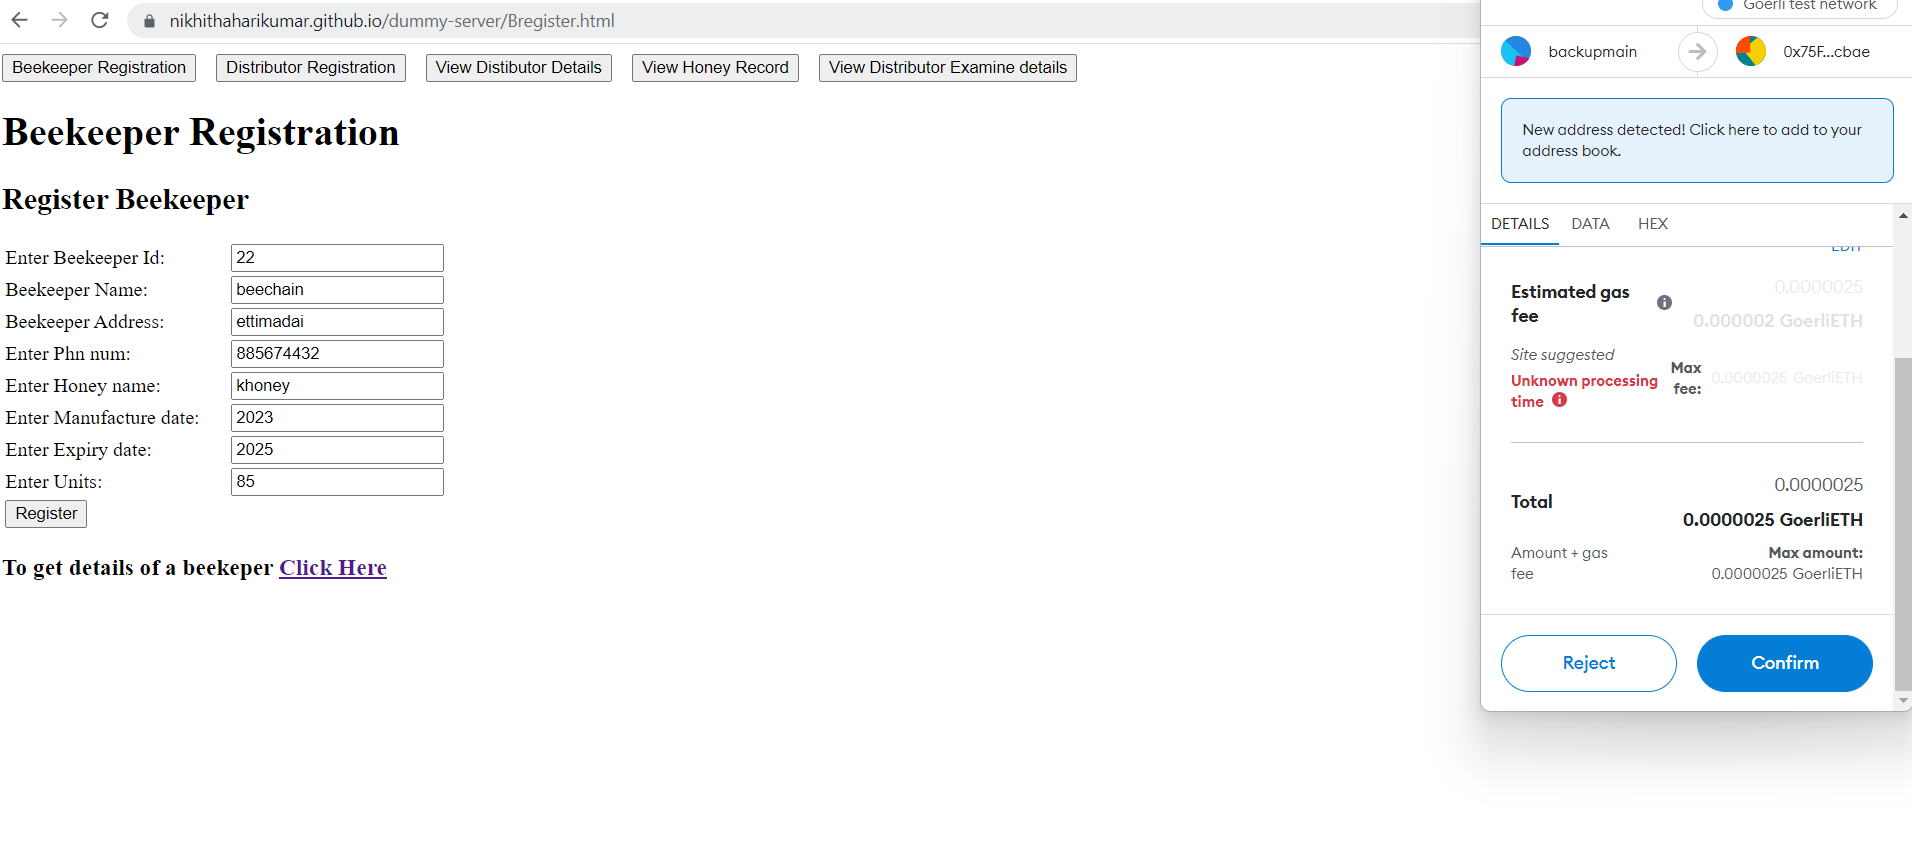 nikhithaharikumar.github.io/dummy-server/Bregister.html
Beekeeper Registration Distributor Registration View Distibutor Details View Honey Record View Distributor Examine details
Beekeeper Registration
Register Beekeeper
Enter Beekeeper Id: 22
Beekeeper Name: beechain
Beekeeper Address: ettimadai
Enter Phn num: 885674432
Enter Honey name: khoney
Enter Manufacture date: 2023
Enter Expiry date: 2025
Enter Units: 85
Register
To get details of a beekeper Click Here
Goerli test network
backupmain 0x75F...cbae
New address detected! Click here to add to your
address book.
DETAILS DATA HEX
EDIT
Estimated gas
fee
0.0000025
0.000002 GoerliETH
Site suggested
Unknown processing
time
Max
fee:
0.0000025 GoerliETH
Total
0.0000025
0.0000025 GoerliETH
Amount + gas
fee
Max amount:
0.0000025 GoerliETH
Reject Confirm